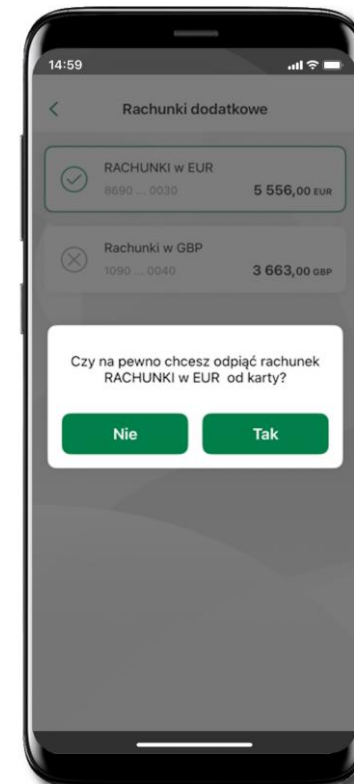 14:59
Rachunki dodatkowe
RACHUNKI w EUR
8690 ... 0030 5 556,00 EUR
Rachunki w GBP
1090 ... 0040 3 663,00 GBP
Czy na pewno chcesz odpiąć rachunek
RACHUNKI w EUR od karty?
Nie Tak